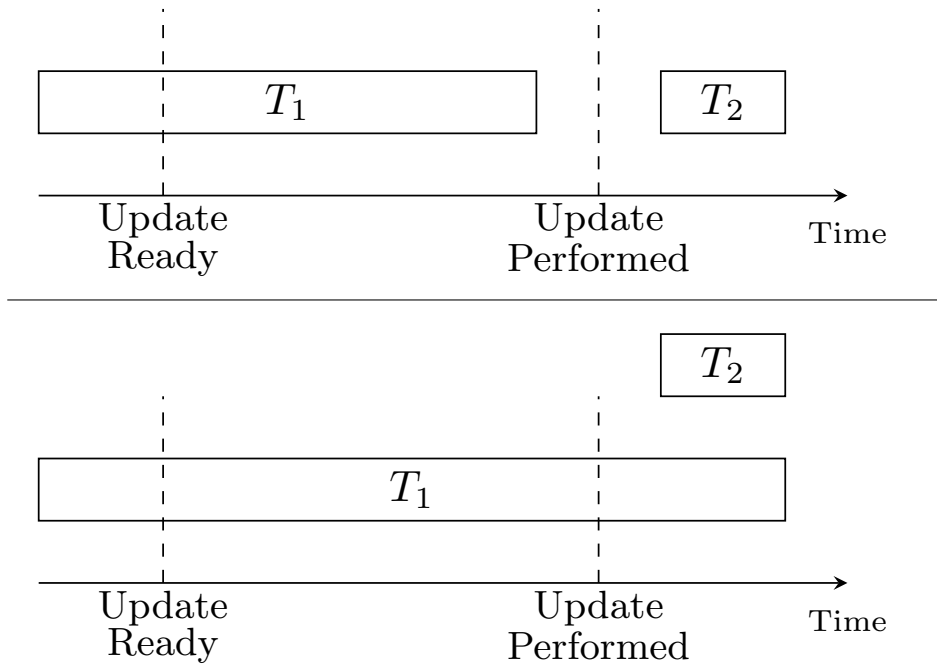 T₁
T₂
Update
Ready
Update
Performed
Time
T₂
T₁
Update
Ready
Update
Performed
Time